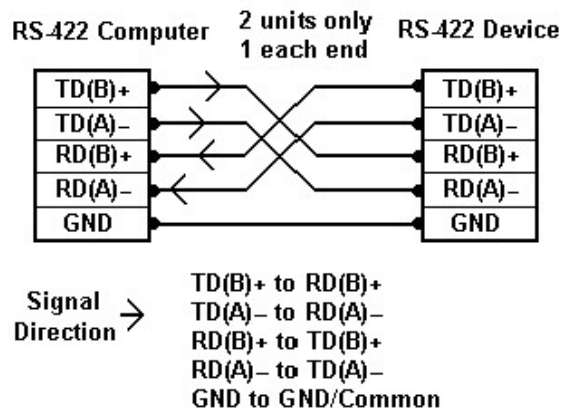 RS-422 Computer
2 units only
1 each end
RS-422 Device
TD(B)+
TD(A)–
RD(B)+
RD(A)–
GND
TD(B)+
TD(A)–
RD(B)+
RD(A)–
GND
Signal
Direction
TD(B)+ to RD(B)+
TD(A)– to RD(A)–
RD(B)+ to TD(B)+
RD(A)– to TD(A)–
GND to GND/Common